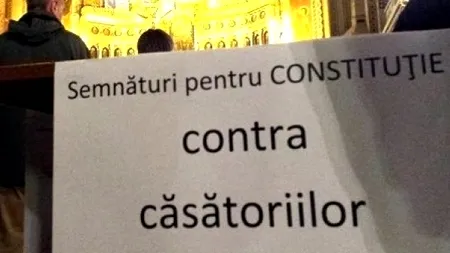 Semnături pentru CONSTITUŢIE
contra
căsătoriilor